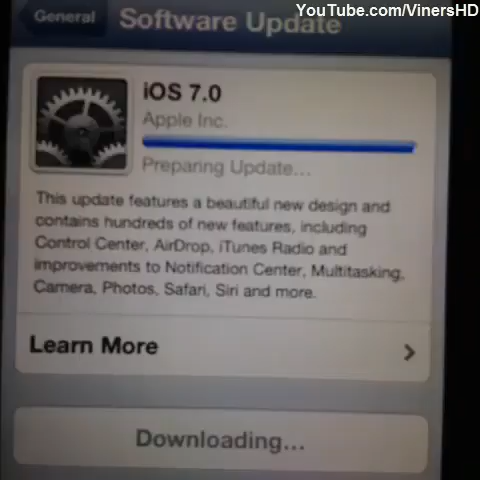 YouTube.com/VinersHD
General
Software Update
iOS 7.0
Apple Inc.
Preparing Update...
This update features a beautiful new design and
contains hundreds of new features, including
Control Center, AirDrop, iTunes Radio and
improvements to Notification Center, Multitasking,
Camera, Photos, Safari, Siri and more.
Learn More
Downloading...